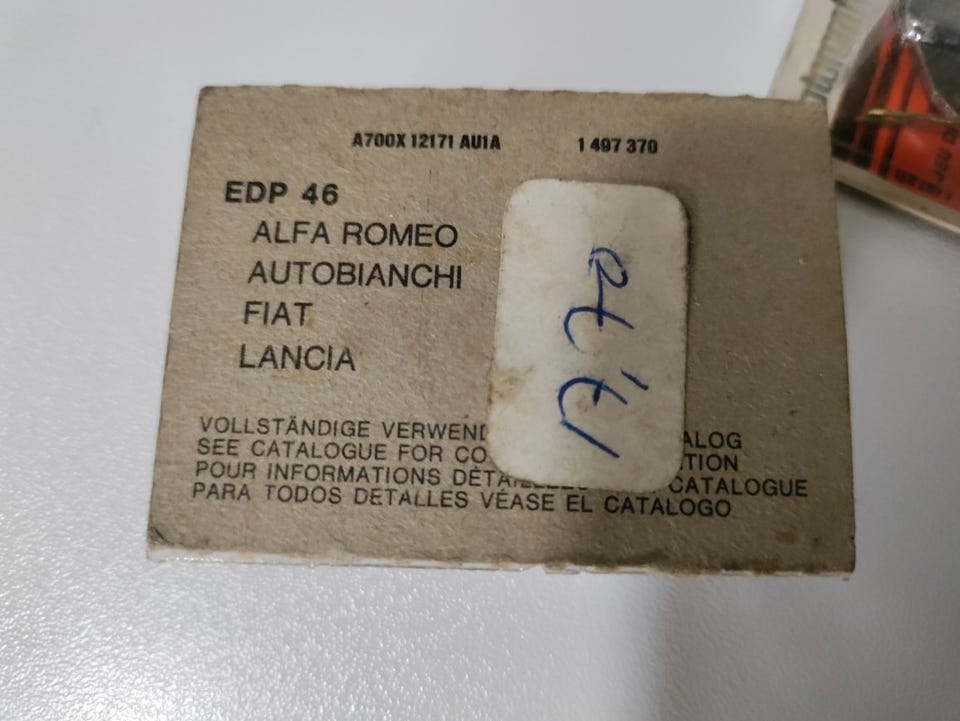 A700X 12171 AU1A 1 497 370
EDP 46
ALFA ROMEO
AUTOBIANCHI
FIAT
LANCIA
VOLLSTÄNDIGE ALOG
SEE CATALOGUE FOR
POUR INFORMATIONS CATALOGUE
PARA TODOS DETALLES VÉASE EL CATALOGO